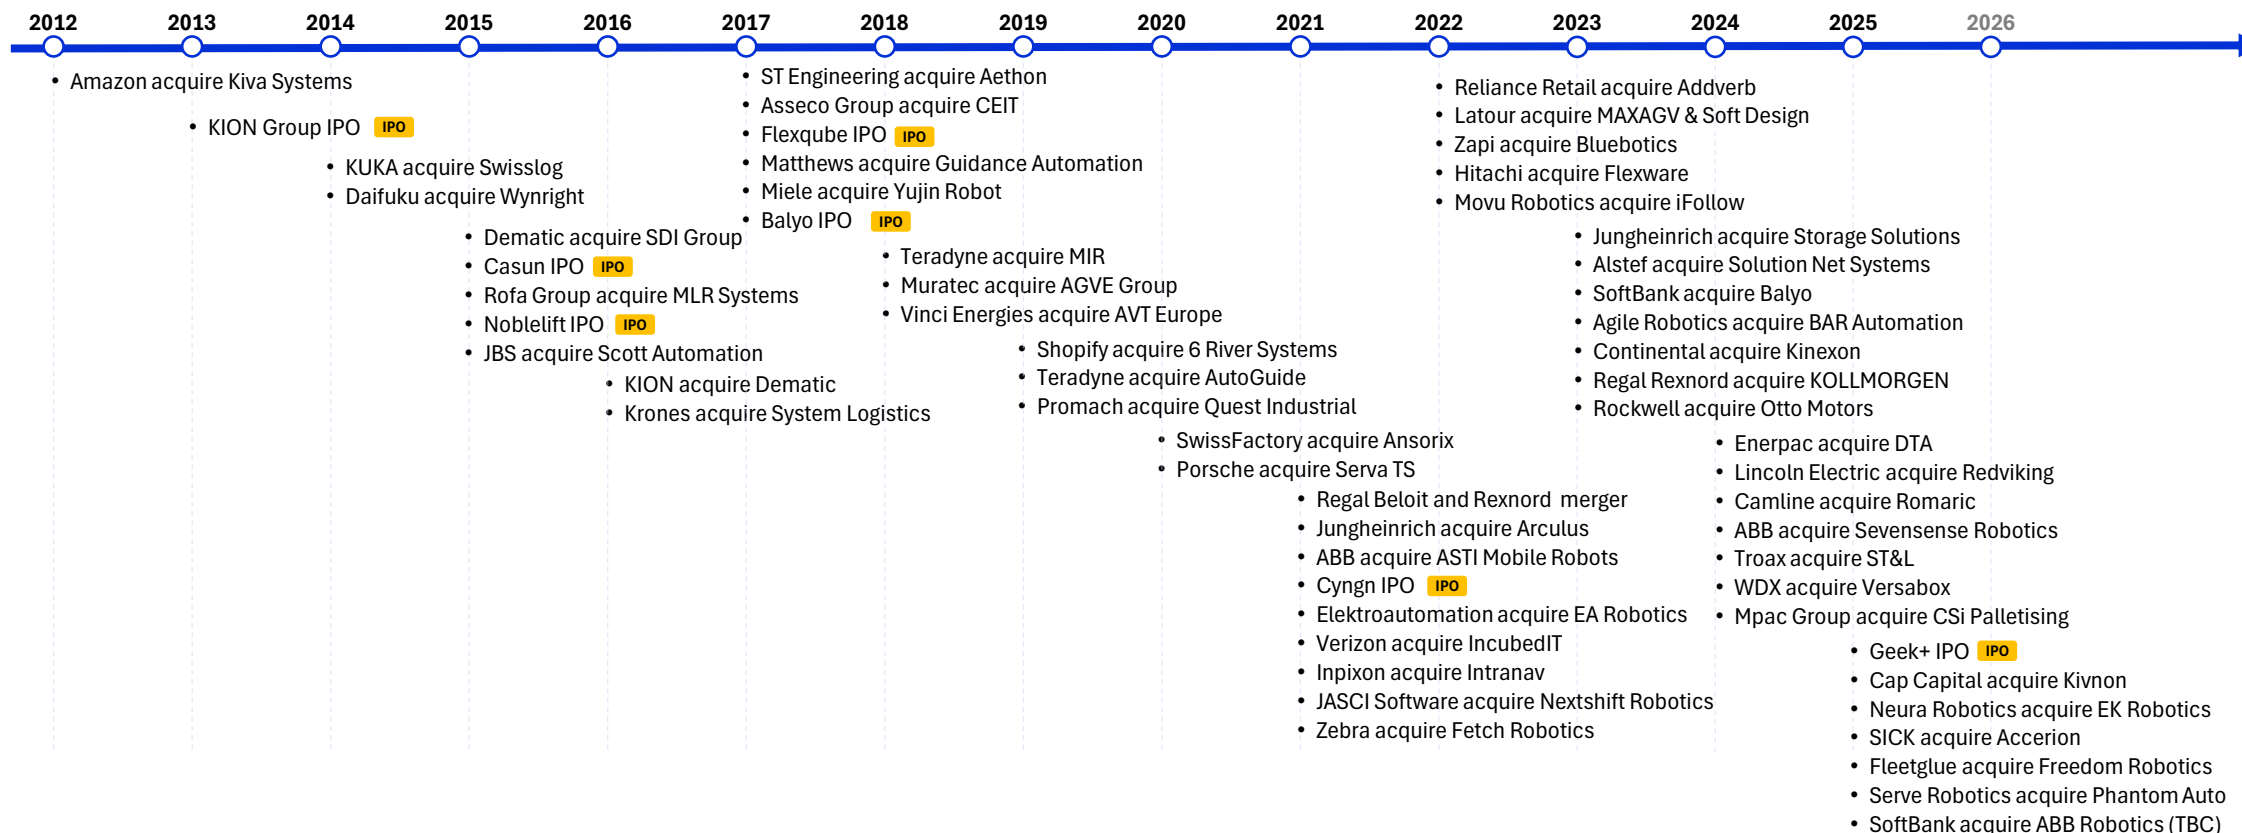 2012 2013 2014 2015 2016 2017 2018 2019 2020 2021 2022 2023 2024 2025 2026
• Amazon acquire Kiva Systems
• KION Group IPO IPO
• KUKA acquire Swisslog
• Daifuku acquire Wynright
• Dematic acquire SDI Group
• Casun IPO IPO
• Rofa Group acquire MLR Systems
• Noblelift IPO IPO
• JBS acquire Scott Automation
• KION acquire Dematic
• Krones acquire System Logistics
• ST Engineering acquire Aethon
• Asseco Group acquire CEIT
• Flexqube IPO IPO
• Matthews acquire Guidance Automation
• Miele acquire Yujin Robot
• Balyo IPO IPO
• Teradyne acquire MIR
• Muratec acquire AGVE Group
• Vinci Energies acquire AVT Europe
• Shopify acquire 6 River Systems
• Teradyne acquire AutoGuide
• Promach acquire Quest Industrial
• SwissFactory acquire Ansorix
• Porsche acquire Serva TS
• Regal Beloit and Rexnord merger
• Jungheinrich acquire Arculus
• ABB acquire ASTI Mobile Robots
• Cyngn IPO IPO
• Elektroautomation acquire EA Robotics
• Verizon acquire IncubedIT
• Inpixon acquire Intranav
• JASCI Software acquire Nextshift Robotics
• Zebra acquire Fetch Robotics
• Reliance Retail acquire Addverb
• Latour acquire MAXAGV & Soft Design
• Zapi acquire Bluebotics
• Hitachi acquire Flexware
• Movu Robotics acquire iFollow
• Jungheinrich acquire Storage Solutions
• Alstef acquire Solution Net Systems
• SoftBank acquire Balyo
• Agile Robotics acquire BAR Automation
• Continental acquire Kinexon
• Regal Rexnord acquire KOLLMORGEN
• Rockwell acquire Otto Motors
• Enerpac acquire DTA
• Lincoln Electric acquire Redviking
• Camline acquire Romaric
• ABB acquire Sevensense Robotics
• Troax acquire ST&L
• WDX acquire Versabox
• Mpac Group acquire CSi Palletising
• Geek+ IPO IPO
• Cap Capital acquire Kivnon
• Neura Robotics acquire EK Robotics
• SICK acquire Accerion
• Fleetglue acquire Freedom Robotics
• Serve Robotics acquire Phantom Auto
• SoftBank acquire ABB Robotics (TBC)